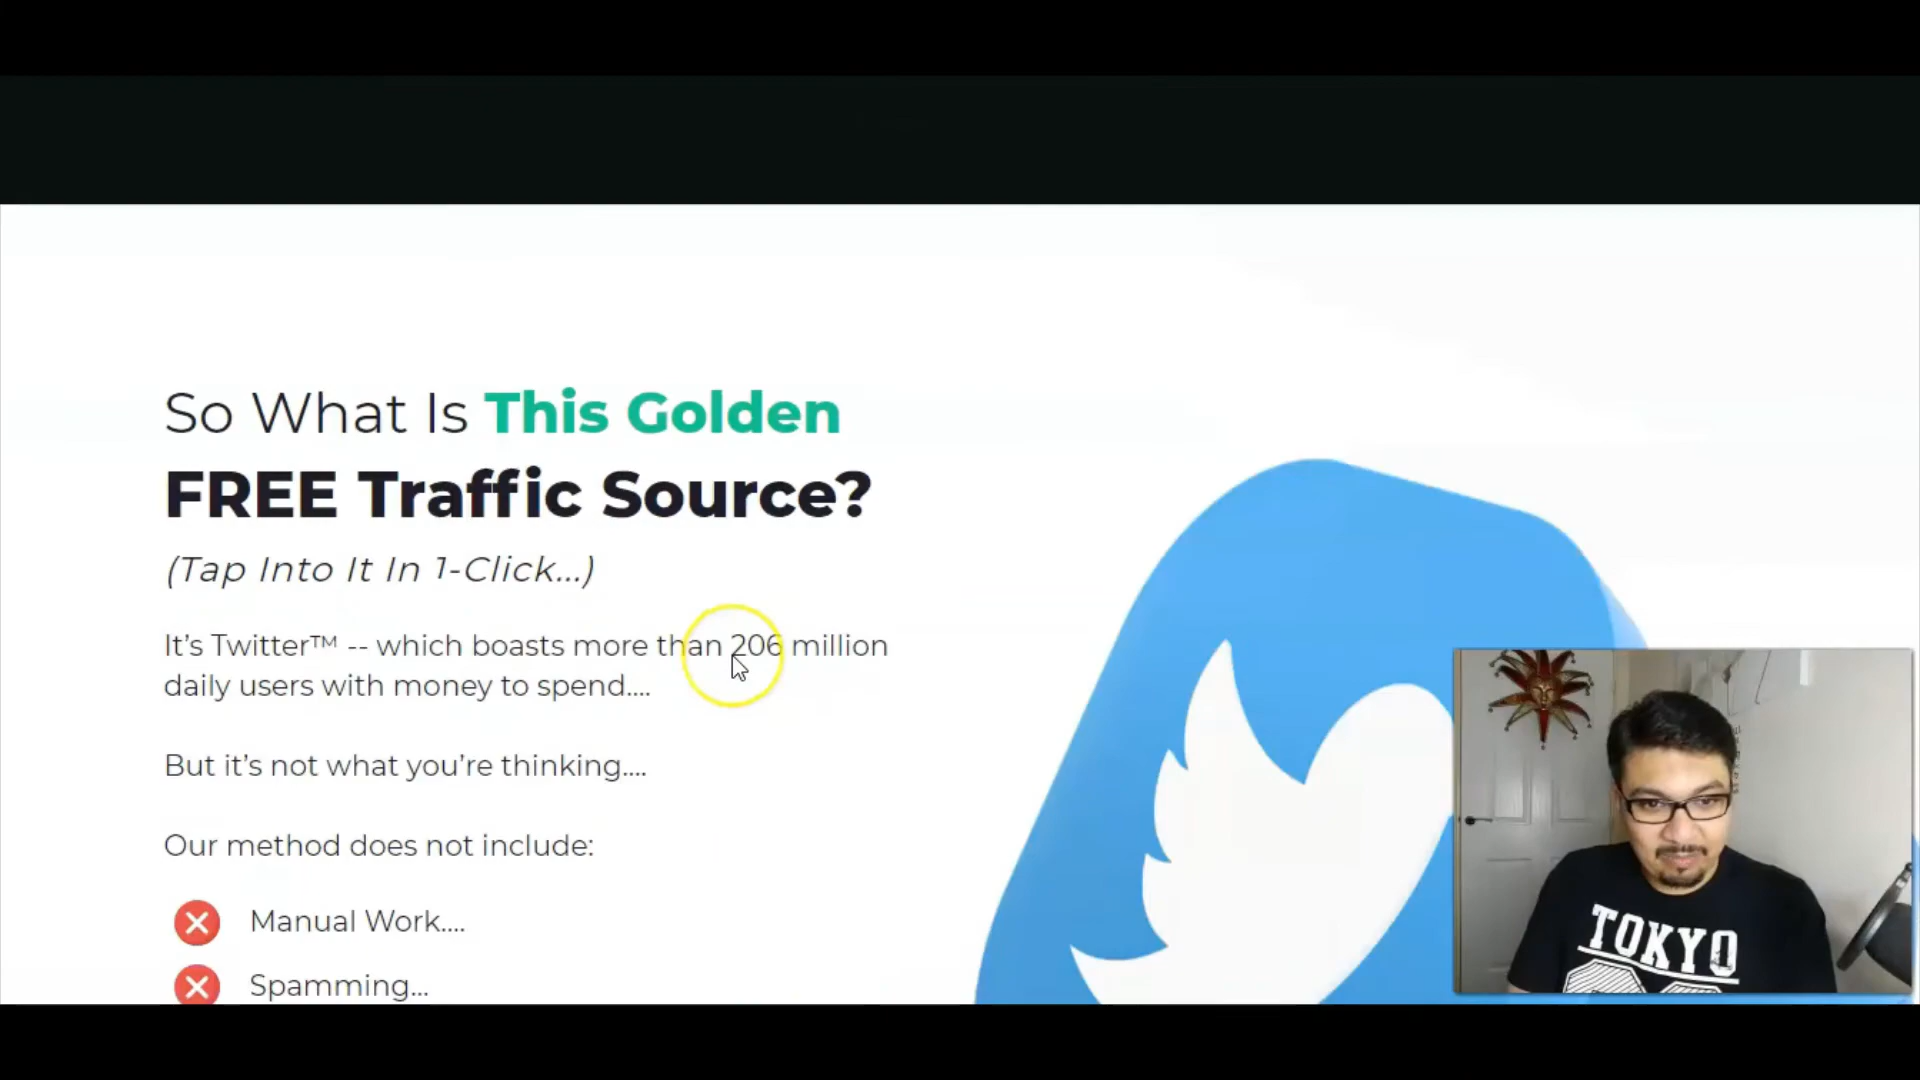 So What Is This Golden
FREE Traffic Source?
(Tap Into It In 1-Click...)
It's Twitter™ -- which boasts more than 206 million
daily users with money to spend....
But it's not what you're thinking....
Our method does not include:
Manual Work....
Spamming...
TOKYO